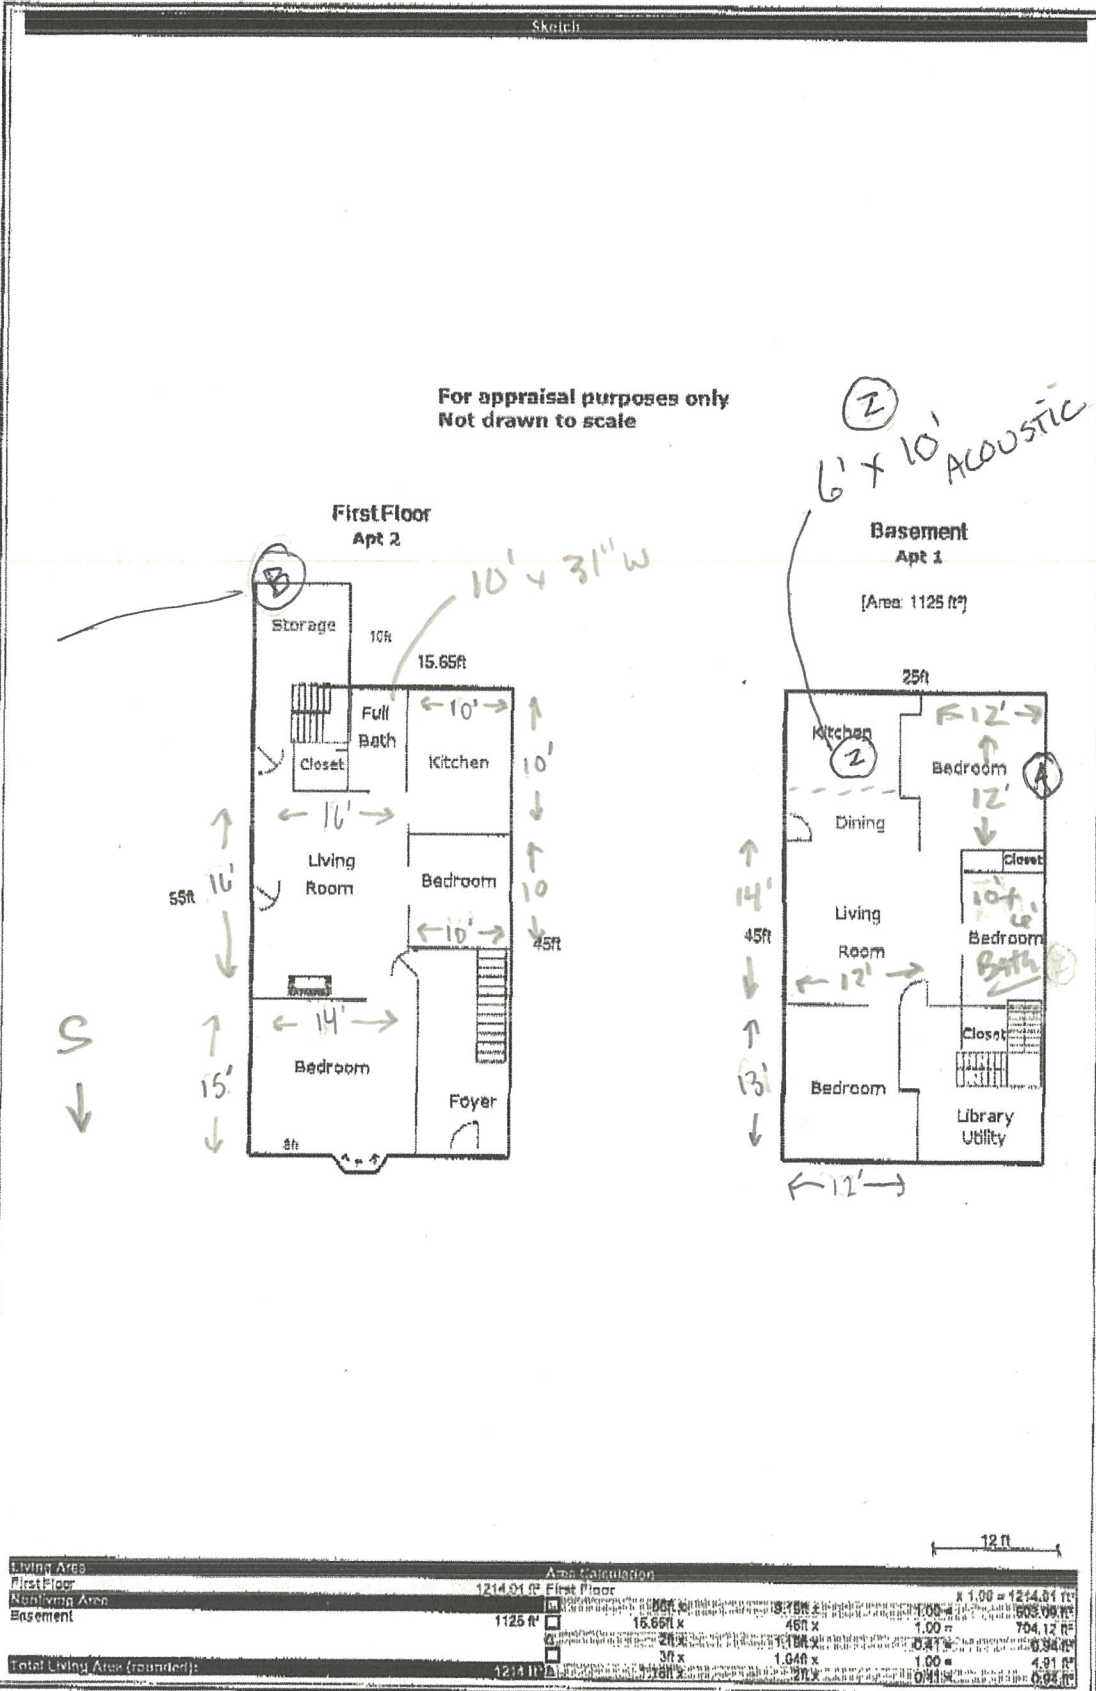 Sketch
For appraisal purposes only
Not drawn to scale
Z
6' x 10' ACOUSTIC
First Floor
Apt 2
Basement
Apt 1
[Area: 1125 ft²]
B
10' x 31" W
Storage
10ft
15.65ft
25ft
Full
Bath
10'
Kitchen
10'
Closet
16'
Living
Room
16'
55ft
Bedroom
10
10'
45ft
14'
Bedroom
15'
S
Foyer
8ft
Kitchen
Z
12'
Bedroom
A
12'
Dining
Closet
14'
45ft
Living
Room
12'
Bedroom
Bath
Closet
13'
Bedroom
Library
Utility
12'
12 ft
Living Area
Area Calculation
First Floor
1214.01 ft²
First Floor
x 1.00 = 1214.01 ft²
Nonliving Area
Basement
1125 ft²
15.65ft x
45ft x
1.00 =
704.12 ft²
3ft x
1.04ft x
1.00 =
4.91 ft²
Total Living Area (rounded):
1214 ft²